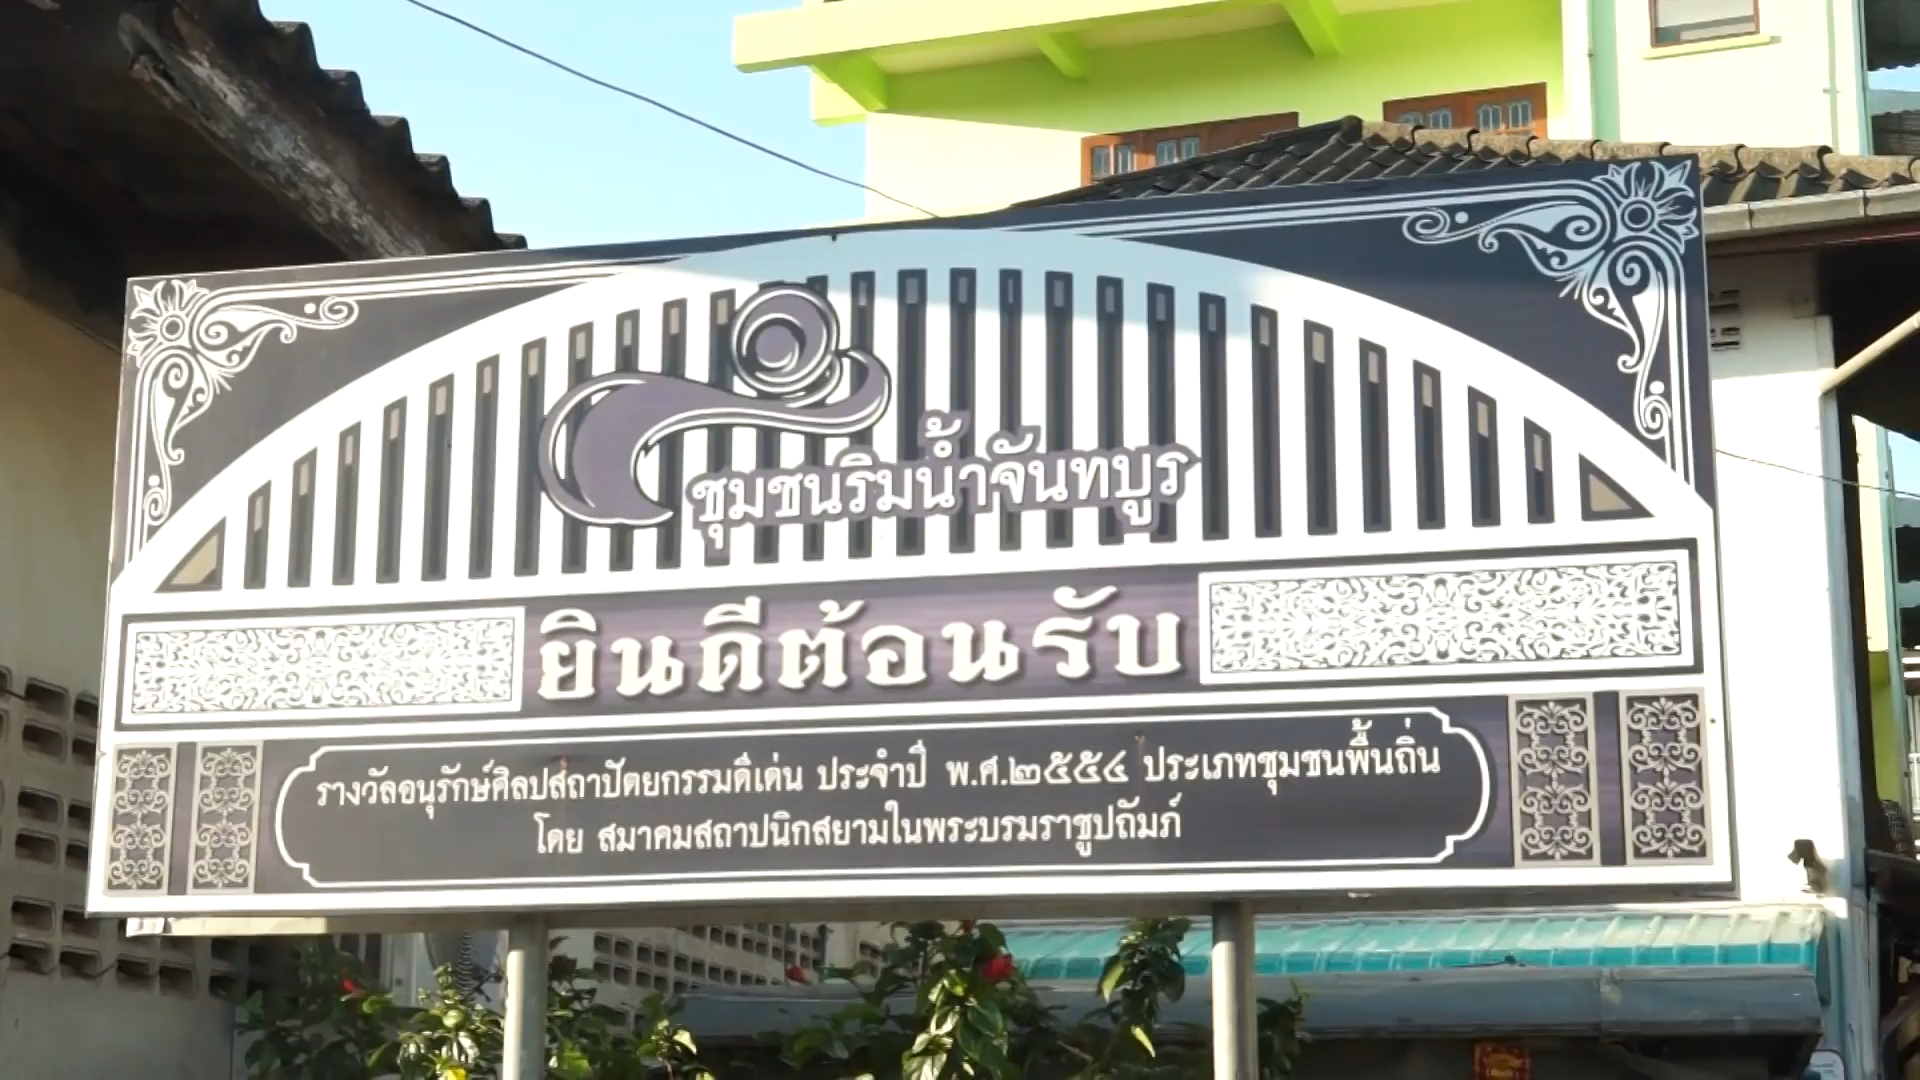 ชุมชนริมน้ำจันทบูร
ยินดีต้อนรับ
รางวัลอนุรักษ์ศิลปสถาปัตยกรรมดีเด่น ประจำปี พ.ศ.๒๕๕๔ ประเภทชุมชนพื้นถิ่น
โดย สมาคมสถาปนิกสยามในพระบรมราชูปถัมภ์